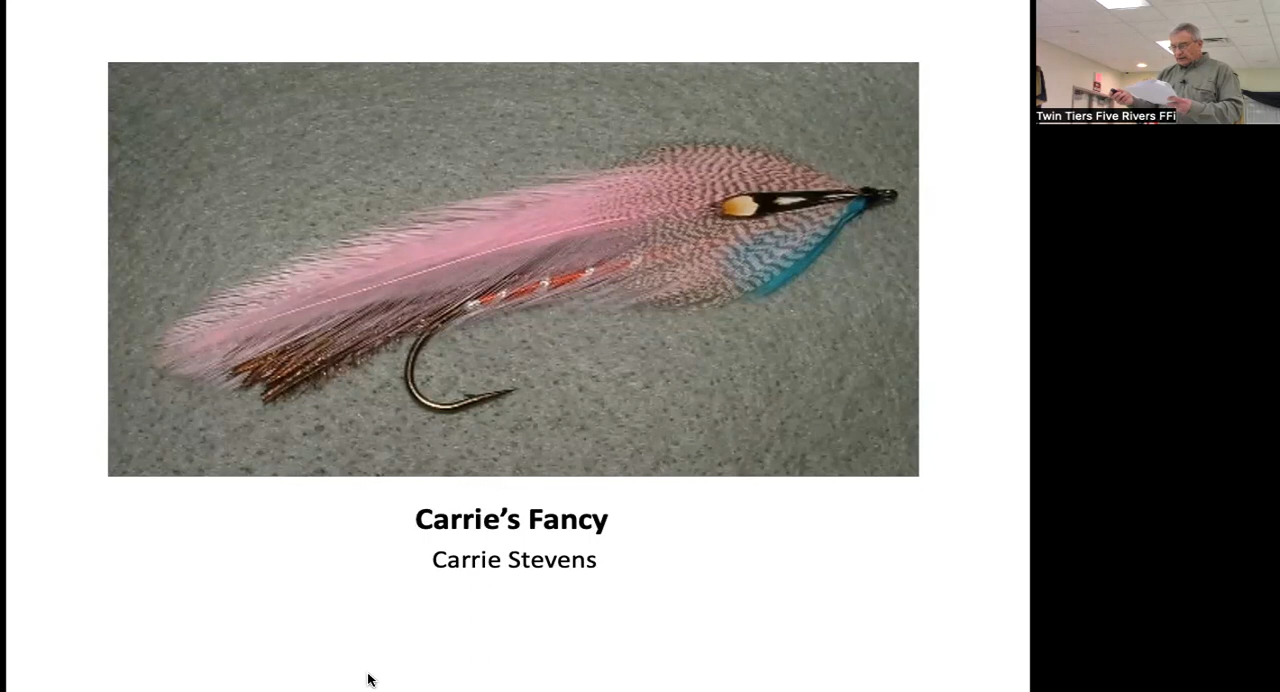 Carrie’s Fancy
Carrie Stevens
Twin Tiers Five Rivers FFi